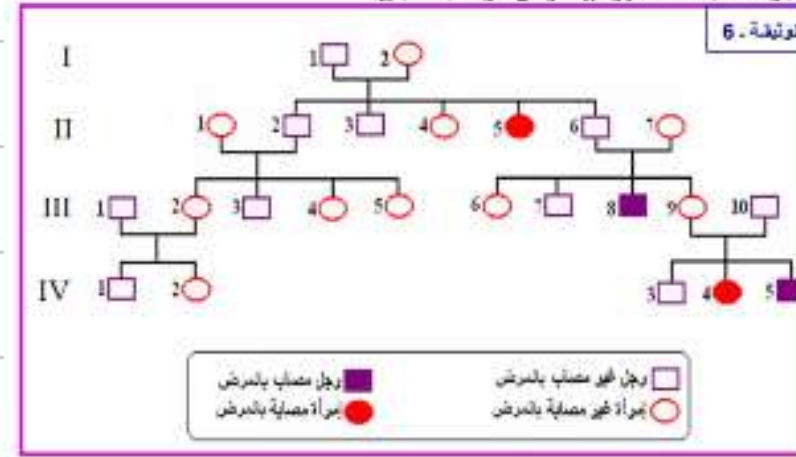 الوثيقة ـ 6
I 1 2
II 1 2 3 4 5 6 7
III 1 2 3 4 5 6 7 8 9 10
IV 1 2 3 4 5
رجل مصاب بالمرض رجل غير مصاب بالمرض
إمرأة مصابة بالمرض إمرأة غير مصابة بالمرض